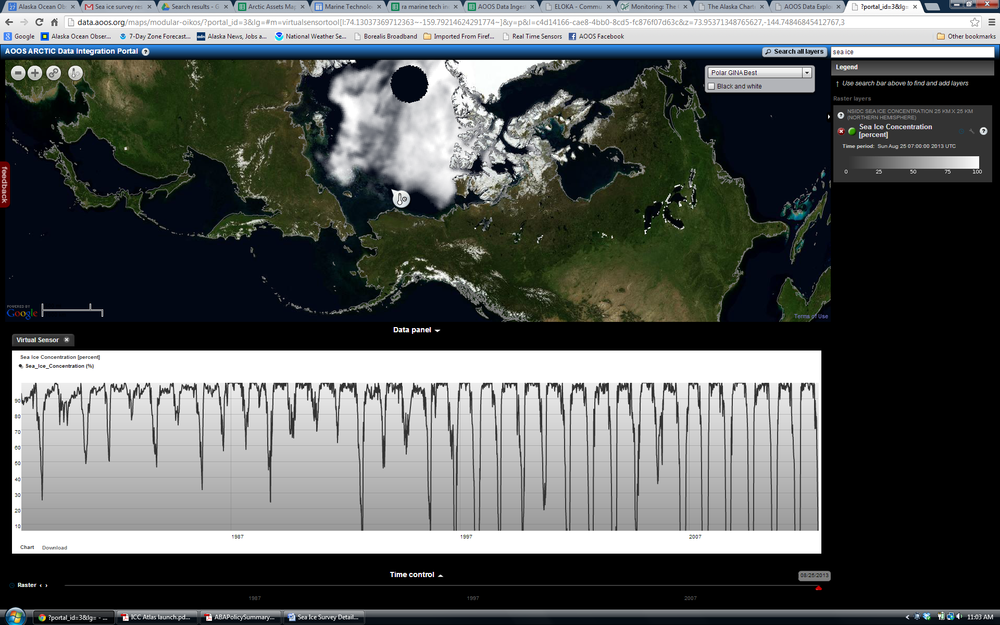 27 Alaska Ocean Ob
Sea ice survey res
Search results - G
Arctic Assets Map
Marine Technolo
ra marine tech inc
AOOS Data Inges
ELOKA - Commu
Monitoring: The
The Alaska Chart
AOOS Data Explo
?portal_id=3&lg=
data.aoos.org/maps/modular-oikos/?portal_id=3&lg=#m=virtualsensortool[l:74.13037369712363~-159.79214624291774~]&y=p&l=c4d14166-cae8-4bb0-8cd5-fc876f07d63c&z=73.95371348765627,-144.74846845412767,3
Google
Alaska Ocean Obser...
7-Day Zone Forecast...
adn Alaska News, Jobs a...
National Weather Se...
Borealis Broadband
Imported From Firef...
Real Time Sensors
AOOS Facebook
Other bookmarks
AOOS ARCTIC Data Integration Portal ?
Search all layers
sea ice
Polar GINA Best
Black and white
Legend
↑ Use search bar above to find and add layers
Raster layers
NSIDC SEA ICE CONCENTRATION 25 KM X 25 KM
(NORTHERN HEMISPHERE)
Sea Ice Concentration
[percent]
Time period: Sun Aug 25 07:00:00 2013 UTC
0 25 50 75 100
feedback
POWERED BY
Google
Terms of Use
Data panel
Virtual Sensor
Sea Ice Concentration [percent]
Sea_Ice_Concentration (%)
90
80
70
60
50
40
30
20
10
1987 1997 2007
Chart Download
Time control
08/25/2013
Raster ‹ ›
1987 1997 2007
?portal_id=3&lg= - ...
ICC Atlas launch.pd...
ABAPolicySummary...
Sea Ice Survey Detail...
11:03 AM